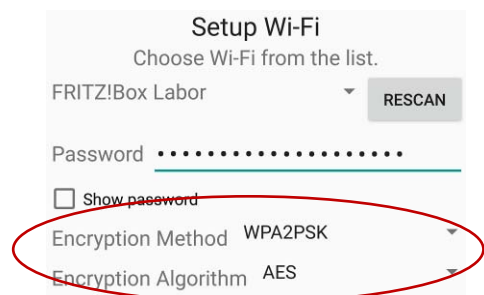 Setup Wi-Fi
Choose Wi-Fi from the list.
FRITZ!Box Labor RESCAN
Password ••••••••••••••••••••
Show password
Encryption Method WPA2PSK
Encryption Algorithm AES